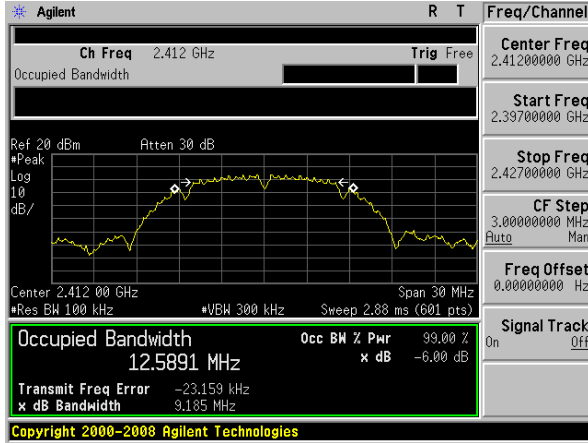 Agilent R T Freq/Channel
Ch Freq 2.412 GHz Trig Free
Occupied Bandwidth
Center Freq
2.41200000 GHz
Start Freq
2.39700000 GHz
Stop Freq
2.42700000 GHz
CF Step
3.00000000 MHz
Auto Man
Freq Offset
0.00000000 Hz
Signal Track
On Off
Ref 20 dBm Atten 30 dB
#Peak
Log
10
dB/
Center 2.412 00 GHz Span 30 MHz
#Res BW 100 kHz #VBW 300 kHz Sweep 2.88 ms (601 pts)
Occupied Bandwidth Occ BW % Pwr 99.00 %
12.5891 MHz x dB -6.00 dB
Transmit Freq Error -23.159 kHz
x dB Bandwidth 9.185 MHz
Copyright 2000-2008 Agilent Technologies